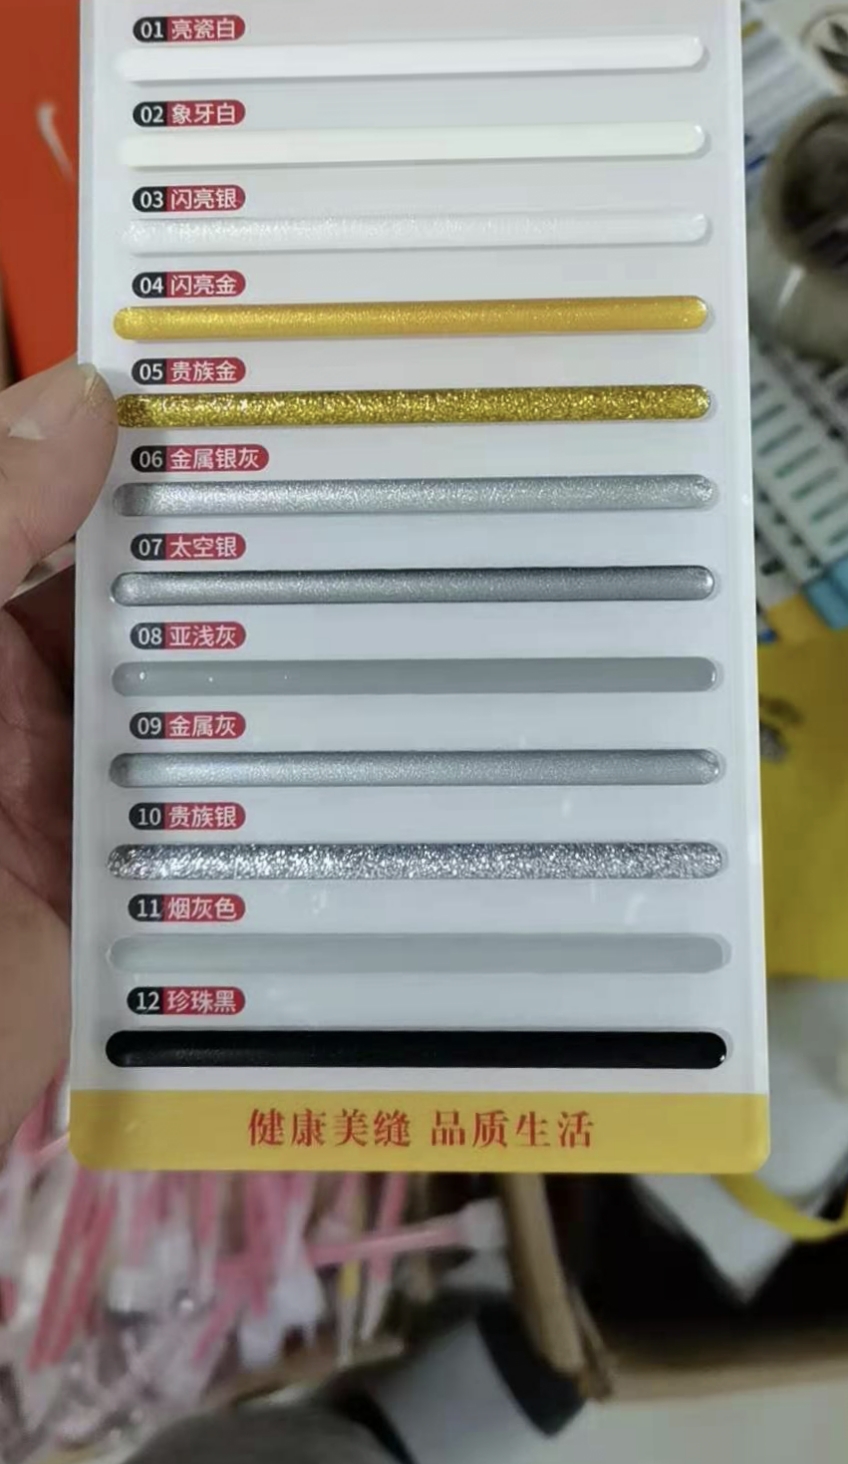 01 亮瓷白
02 象牙白
03 闪亮银
04 闪亮金
05 贵族金
06 金属银灰
07 太空银
08 亚浅灰
09 金属灰
10 贵族银
11 烟灰色
12 珍珠黑
健康美缝 品质生活